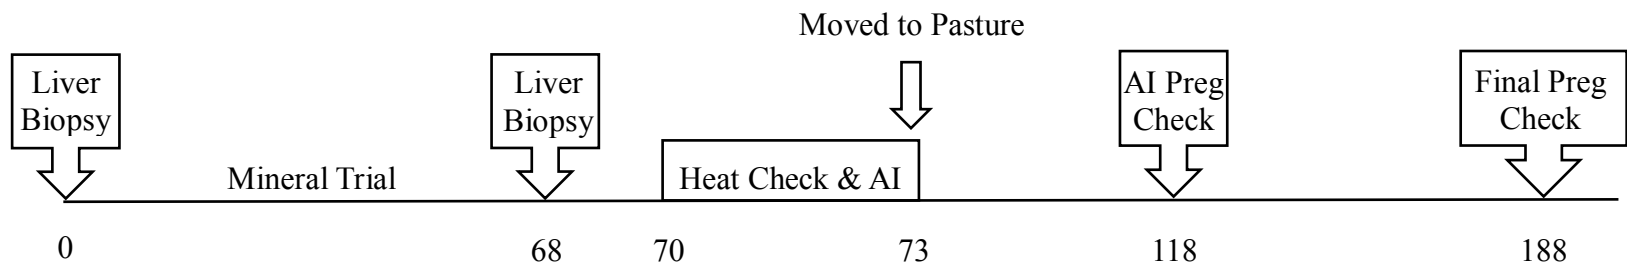 Moved to Pasture
Liver
Biopsy
Liver
Biopsy
AI Preg
Check
Final Preg
Check
Mineral Trial
Heat Check & AI
0
68
70
73
118
188